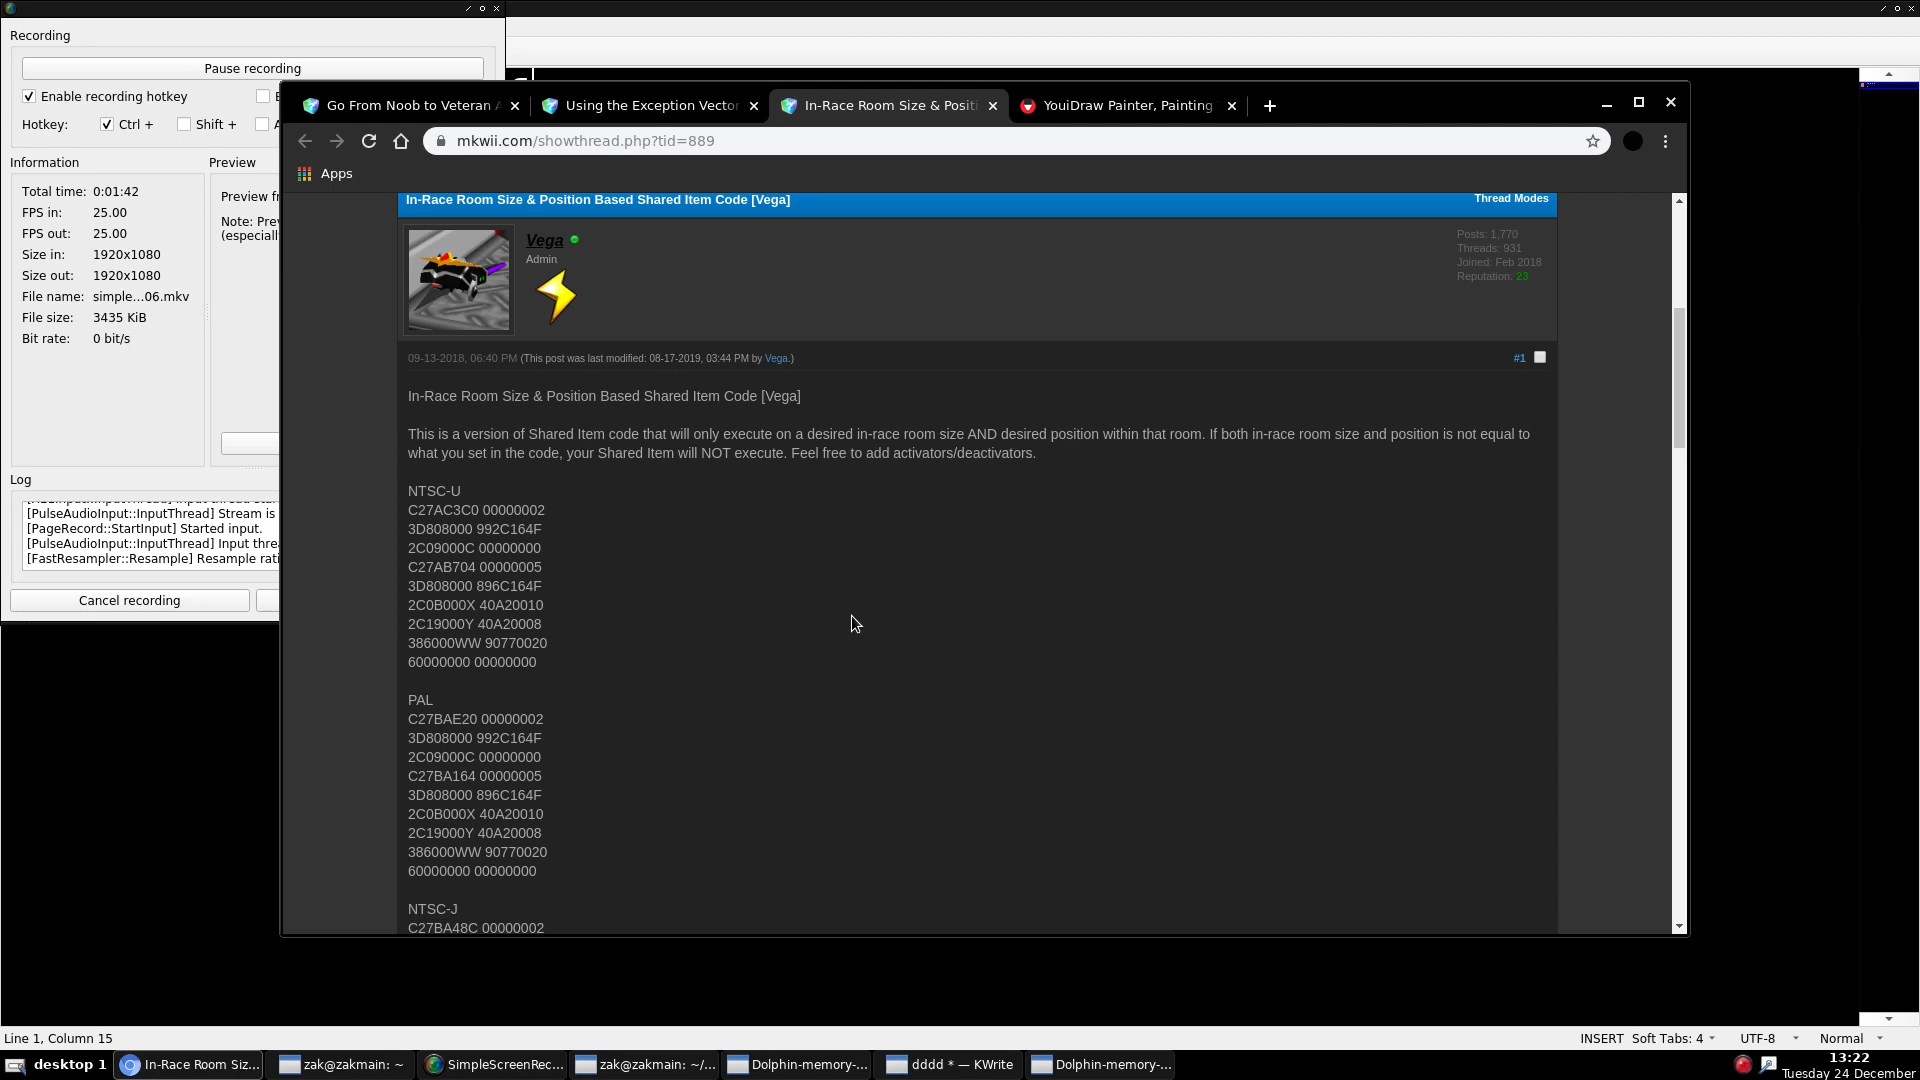 Recording
Pause recording
Enable recording hotkey
Hotkey: Ctrl + Shift +
Information
Total time: 0:01:42
FPS in: 25.00
FPS out: 25.00
Size in: 1920x1080
Size out: 1920x1080
File name: simple...06.mkv
File size: 3435 KiB
Bit rate: 0 bit/s
Preview
Preview
Note:
(especially
Log
[PulseAudioInput::InputThread] Stream is
[PageRecord::StartInput] Started input.
[PulseAudioInput::InputThread] Input
[FastResampler::Resample] Resample
Cancel recording
Go From Noob to Veteran
Using the Exception Vector
In-Race Room Size & Positi
YouiDraw Painter, Painting
mkwii.com/showthread.php?tid=889
Apps
In-Race Room Size & Position Based Shared Item Code [Vega]
Thread Modes
Vega
Admin
Posts: 1,770
Threads: 931
Joined: Feb 2018
Reputation: 23
09-13-2018, 06:40 PM (This post was last modified: 08-17-2019, 03:44 PM by Vega.)
#1
In-Race Room Size & Position Based Shared Item Code [Vega]
This is a version of Shared Item code that will only execute on a desired in-race room size AND desired position within that room. If both in-race room size and position is not equal to
what you set in the code, your Shared Item will NOT execute. Feel free to add activators/deactivators.
NTSC-U
C27AC3C0 00000002
3D808000 992C164F
2C09000C 00000000
C27AB704 00000005
3D808000 896C164F
2C0B000X 40A20010
2C19000Y 40A20008
386000WW 90770020
60000000 00000000
PAL
C27BAE20 00000002
3D808000 992C164F
2C09000C 00000000
C27BA164 00000005
3D808000 896C164F
2C0B000X 40A20010
2C19000Y 40A20008
386000WW 90770020
60000000 00000000
NTSC-J
C27BA48C 00000002
Line 1, Column 15
INSERT Soft Tabs: 4 UTF-8 Normal
desktop 1
In-Race Room Siz...
zak@zakmain: ~
SimpleScreenRec...
zak@zakmain: ~/...
Dolphin-memory-...
dddd * — KWrite
Dolphin-memory-...
13:22
Tuesday 24 December